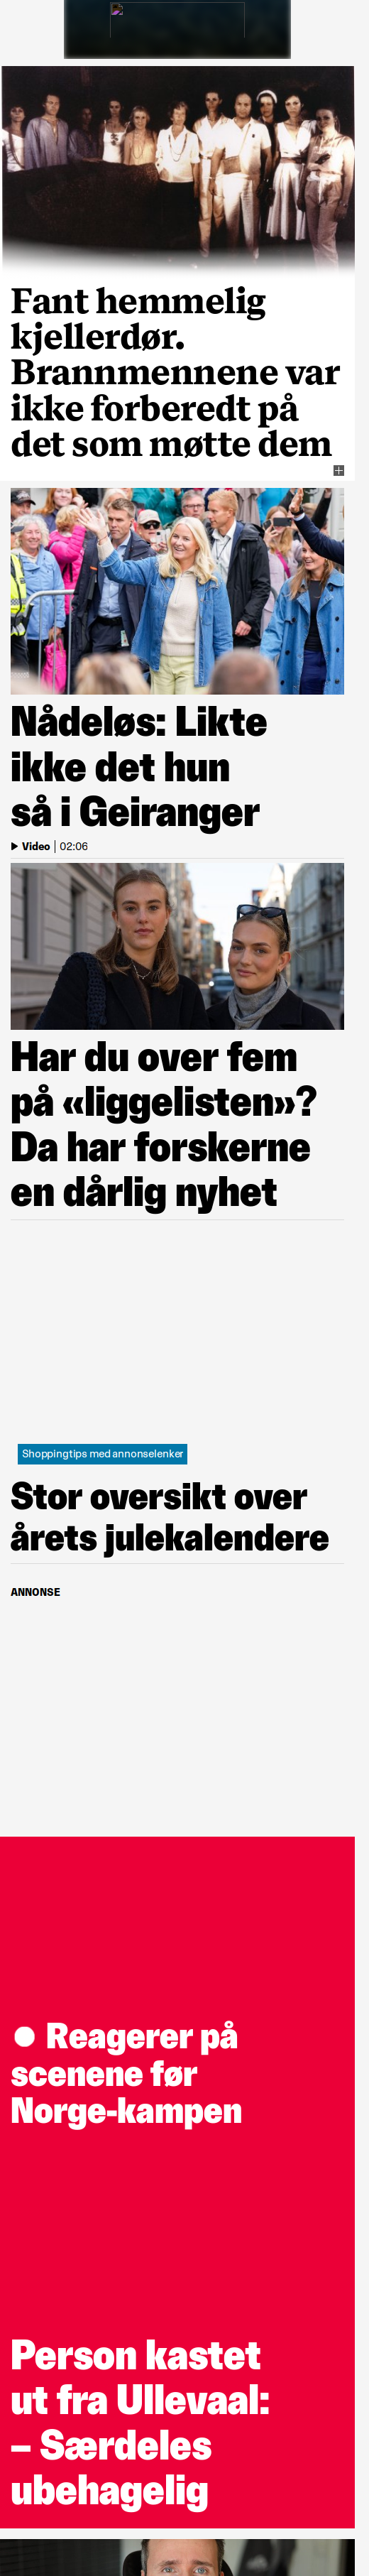 Fant hemmelig
kjellerdør.
Brannmennene var
ikke forberedt på
det som møtte dem
Nådeløs: Likte
ikke det hun
så i Geiranger
Video | 02:06
Har du over fem
på «liggelisten»?
Da har forskerne
en dårlig nyhet
Shoppingtips med annonselenker
Stor oversikt over
årets julekalendere
ANNONSE
Reagerer på
scenene før
Norge-kampen
Person kastet
ut fra Ullevaal:
– Særdeles
ubehagelig